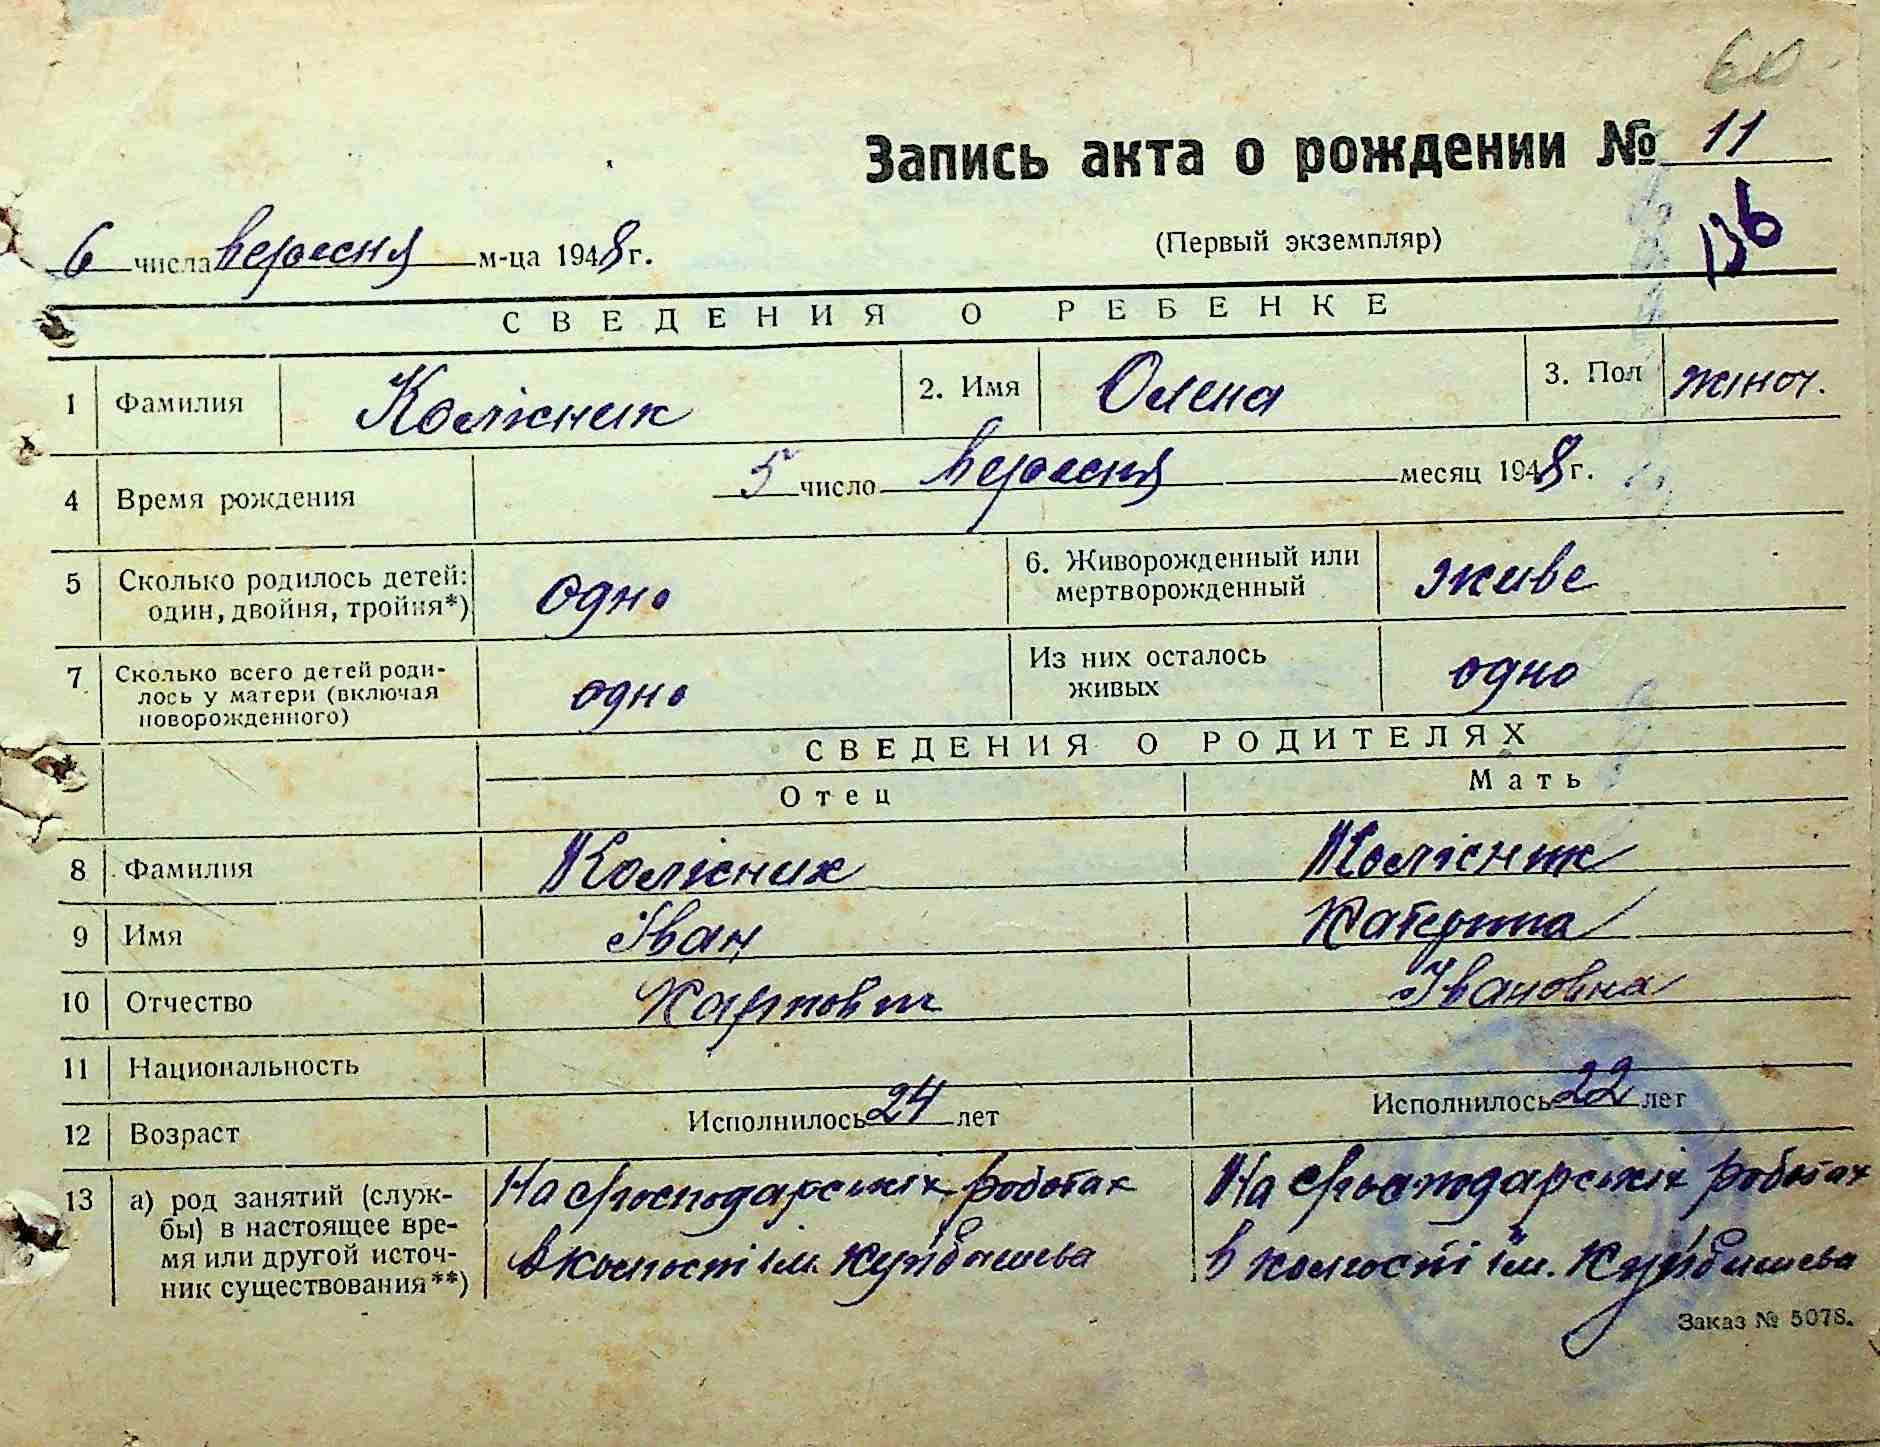 60
Запись акта о рождении № 11
6 числа вересня м-ца 1948 г. (Первый экземпляр) 136
СВЕДЕНИЯ О РЕБЕНКЕ
1 Фамилия Колісник 2. Имя Олена 3. Пол жіноч.
4 Время рождения 5 число вересня месяц 1948 г.
5 Сколько родилось детей: один, двойня, тройня*) одно 6. Живорожденный или мертворожденный живе
7 Сколько всего детей родилось у матери (включая новорожденного) одно Из них осталось живых одно
СВЕДЕНИЯ О РОДИТЕЛЯХ
Отец Мать
8 Фамилия Колісник Колісник
9 Имя Іван Катерина
10 Отчество Карпович Івановна
11 Национальность
12 Возраст Исполнилось 24 лет Исполнилось 22 лет
13 а) род занятий (службы) в настоящее время или другой источник существования**) На господарських роботах в колгоспі ім. Куйбишева На господарських роботах в колгоспі ім. Куйбишева
Заказ № 5078.